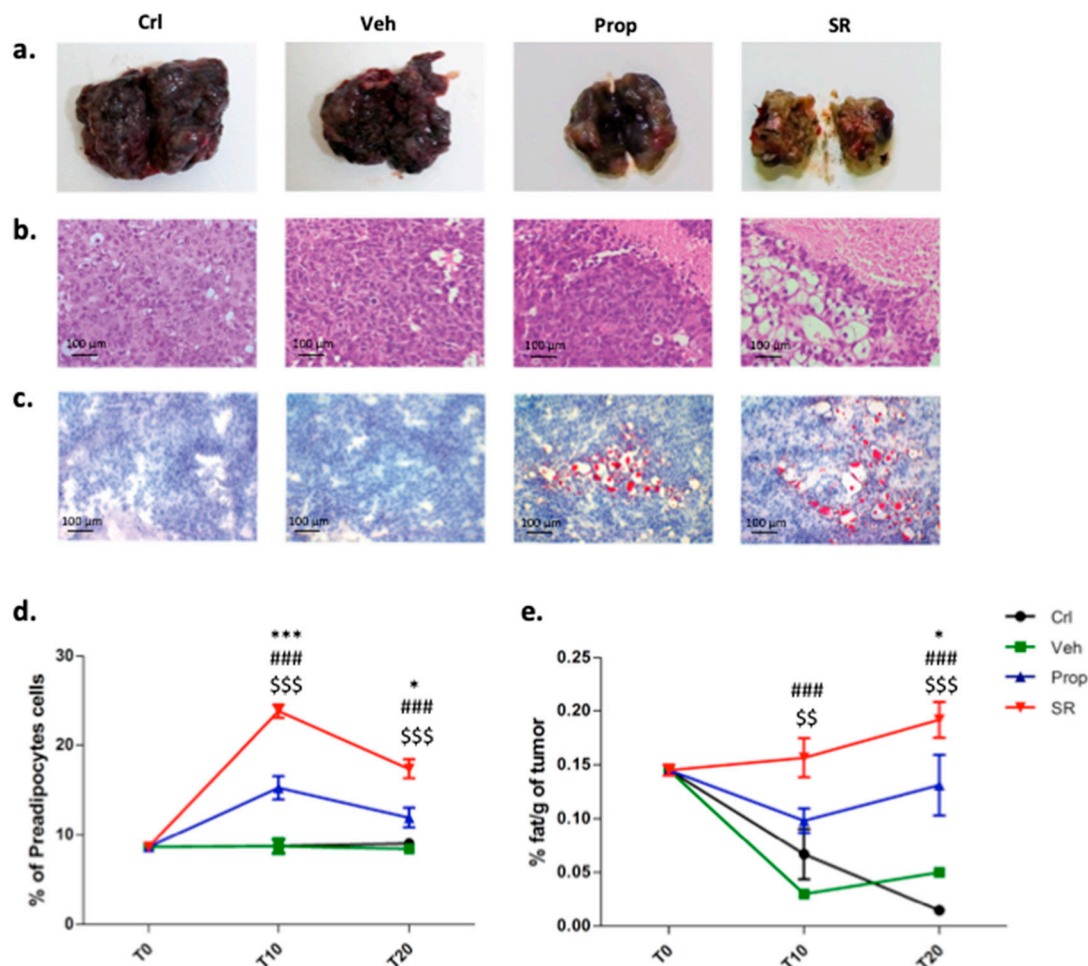 Crl Veh Prop SR
a.
b.
100 μm 100 μm 100 μm 100 μm
c.
100 μm 100 μm 100 μm 100 μm
d.
% of Preadipocytes cells
30
20
10
0
***
###
$$$
*
###
$$$
T0 T10 T20
e.
% fat/g of tumor
0.25
0.20
0.15
0.10
0.05
0.00
###
$$
*
###
$$$
T0 T10 T20
Crl
Veh
Prop
SR